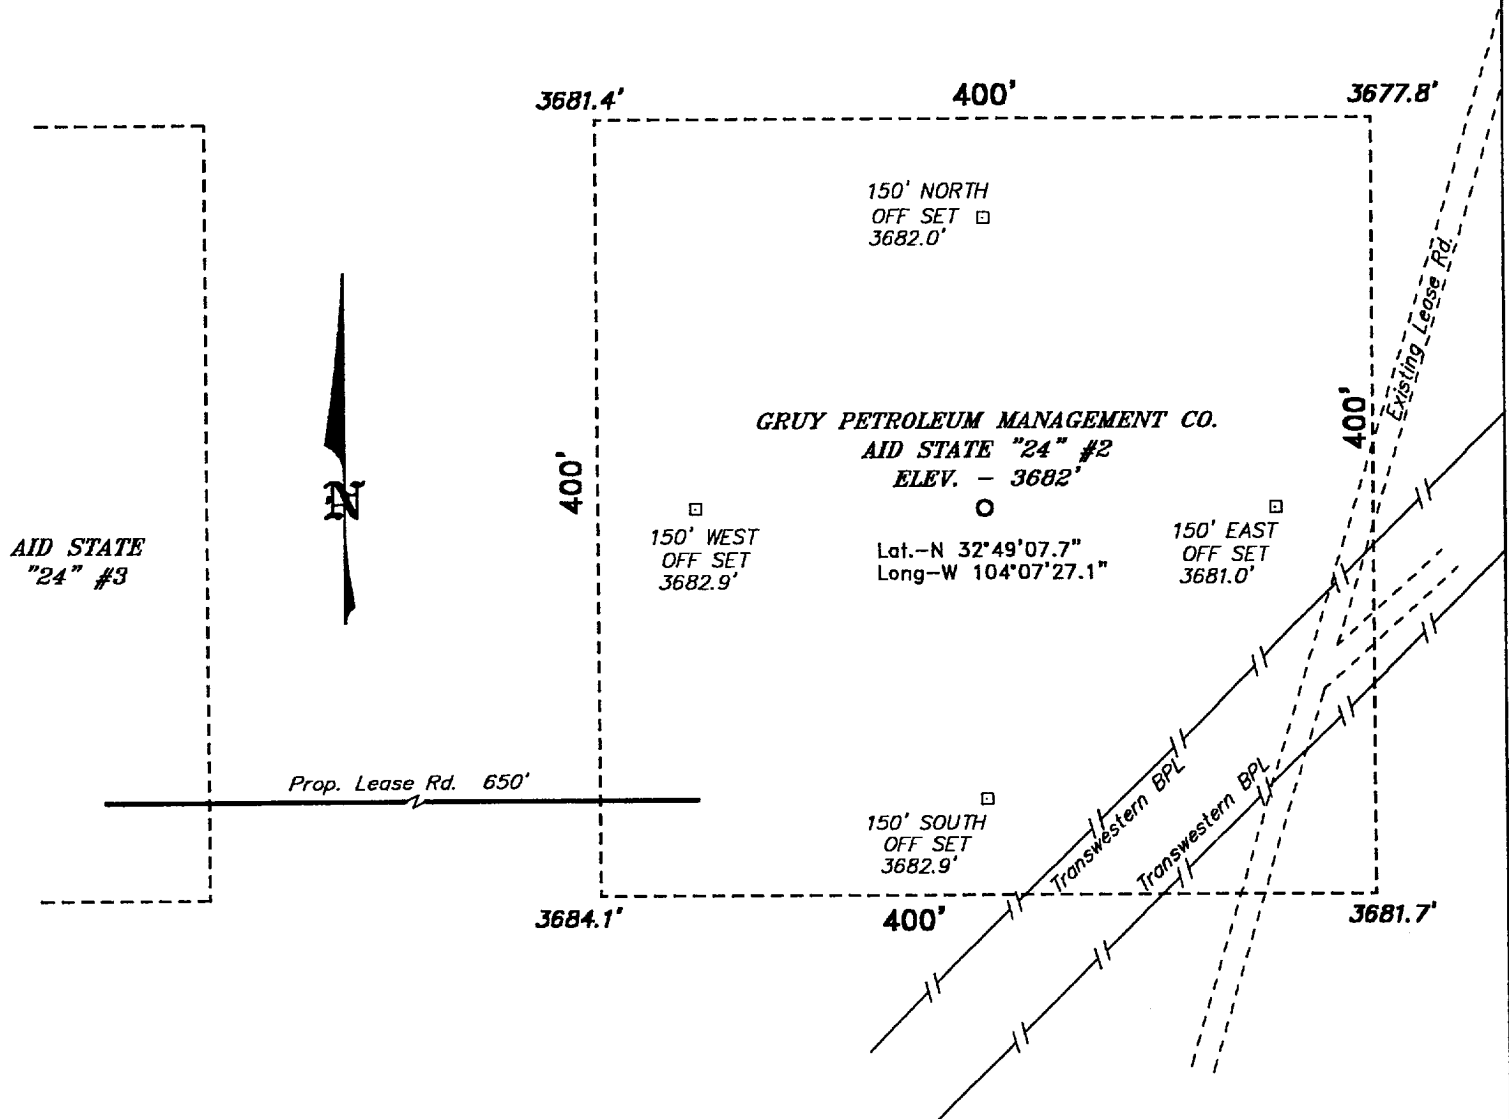 3681.4'
400'
3677.8'
150' NORTH
OFF SET
3682.0'
Existing Lease Rd.
400'
GRUY PETROLEUM MANAGEMENT CO.
AID STATE "24" #2
ELEV. - 3682'
400'
N
150' WEST
OFF SET
3682.9'
Lat.-N 32°49'07.7"
Long-W 104°07'27.1"
150' EAST
OFF SET
3681.0'
AID STATE
"24" #3
Prop. Lease Rd. 650'
Transwestern BPL
Transwestern BPL
150' SOUTH
OFF SET
3682.9'
3684.1'
400'
3681.7'